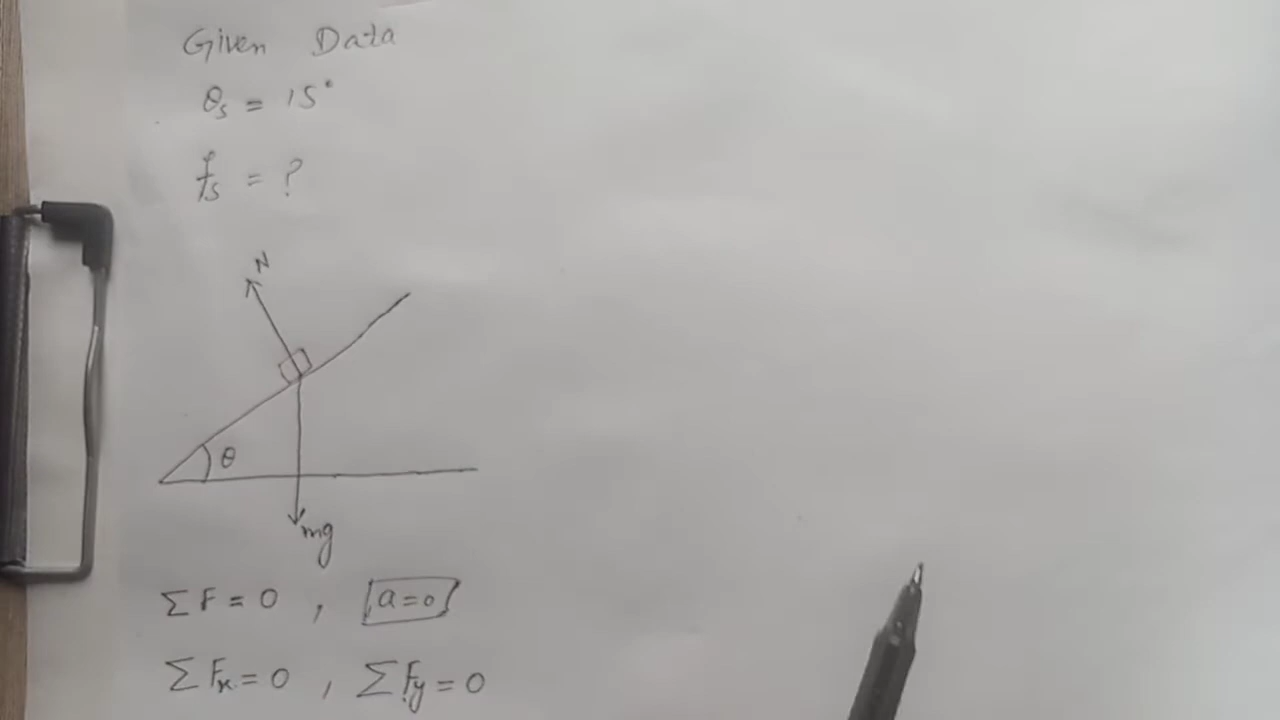 Given Data
θs = 15°
fs = ?
N
θ
mg
ΣF = 0 , a = 0
ΣFx = 0 , ΣFy = 0